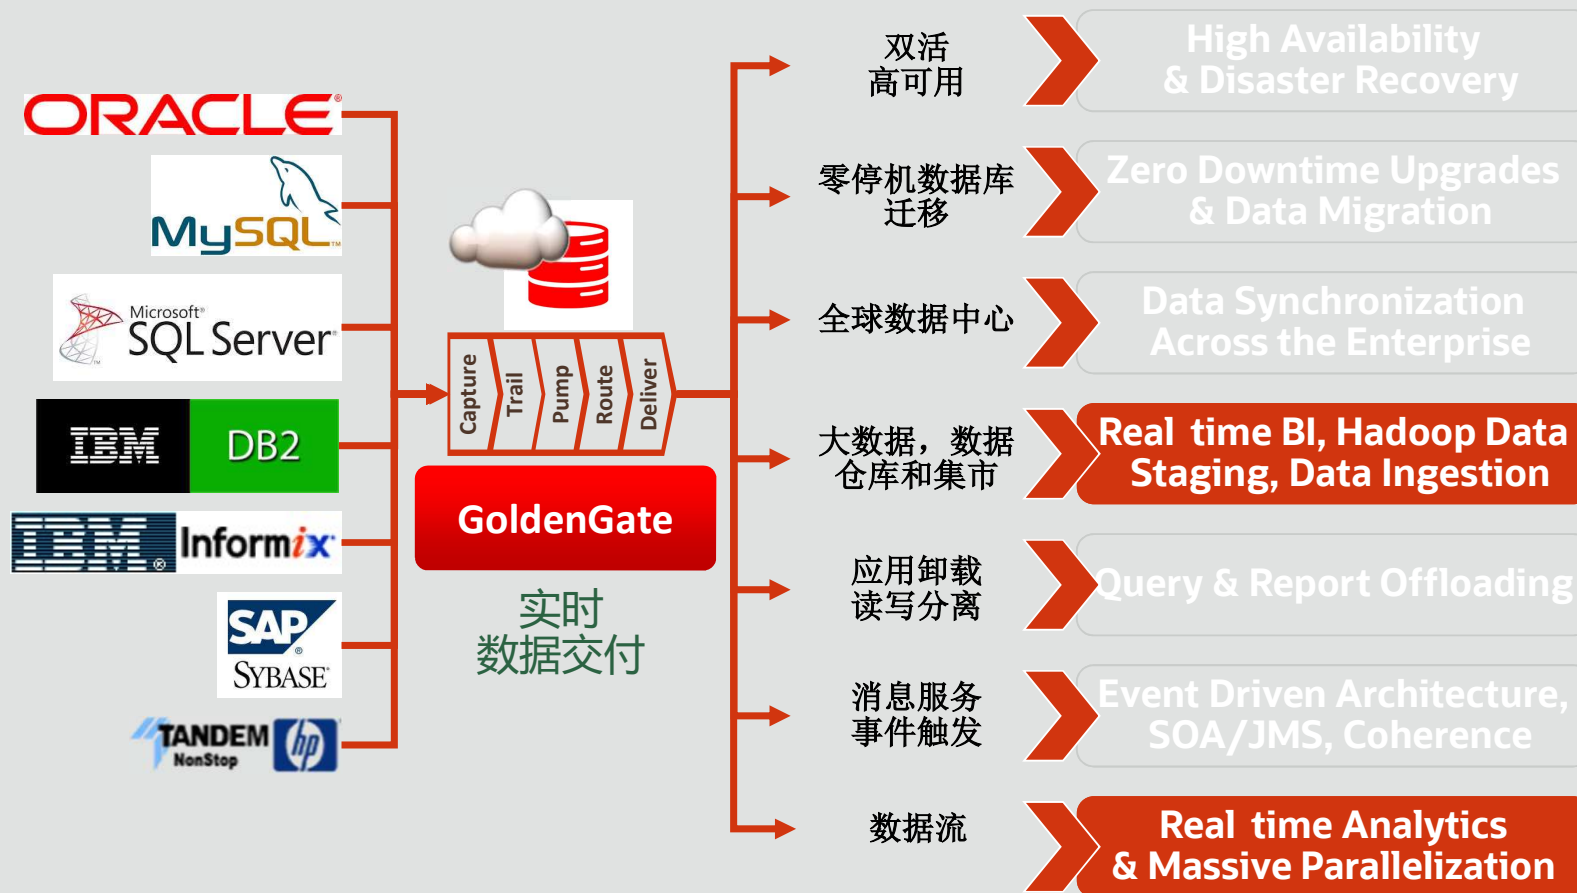 ORACLE®
MySQL™
Microsoft®
SQL Server®
IBM
DB2
IBM®
Informix
SAP®
SYBASE®
TANDEM
NonStop
hp
Capture
Trail
Pump
Route
Deliver
GoldenGate
实时
数据交付
双活
高可用
High Availability
& Disaster Recovery
零停机数据库
迁移
Zero Downtime Upgrades
& Data Migration
全球数据中心
Data Synchronization
Across the Enterprise
大数据，数据
仓库和集市
Real time BI, Hadoop Data
Staging, Data Ingestion
应用卸载
读写分离
Query & Report Offloading
消息服务
事件触发
Event Driven Architecture,
SOA/JMS, Coherence
数据流
Real time Analytics
& Massive Parallelization